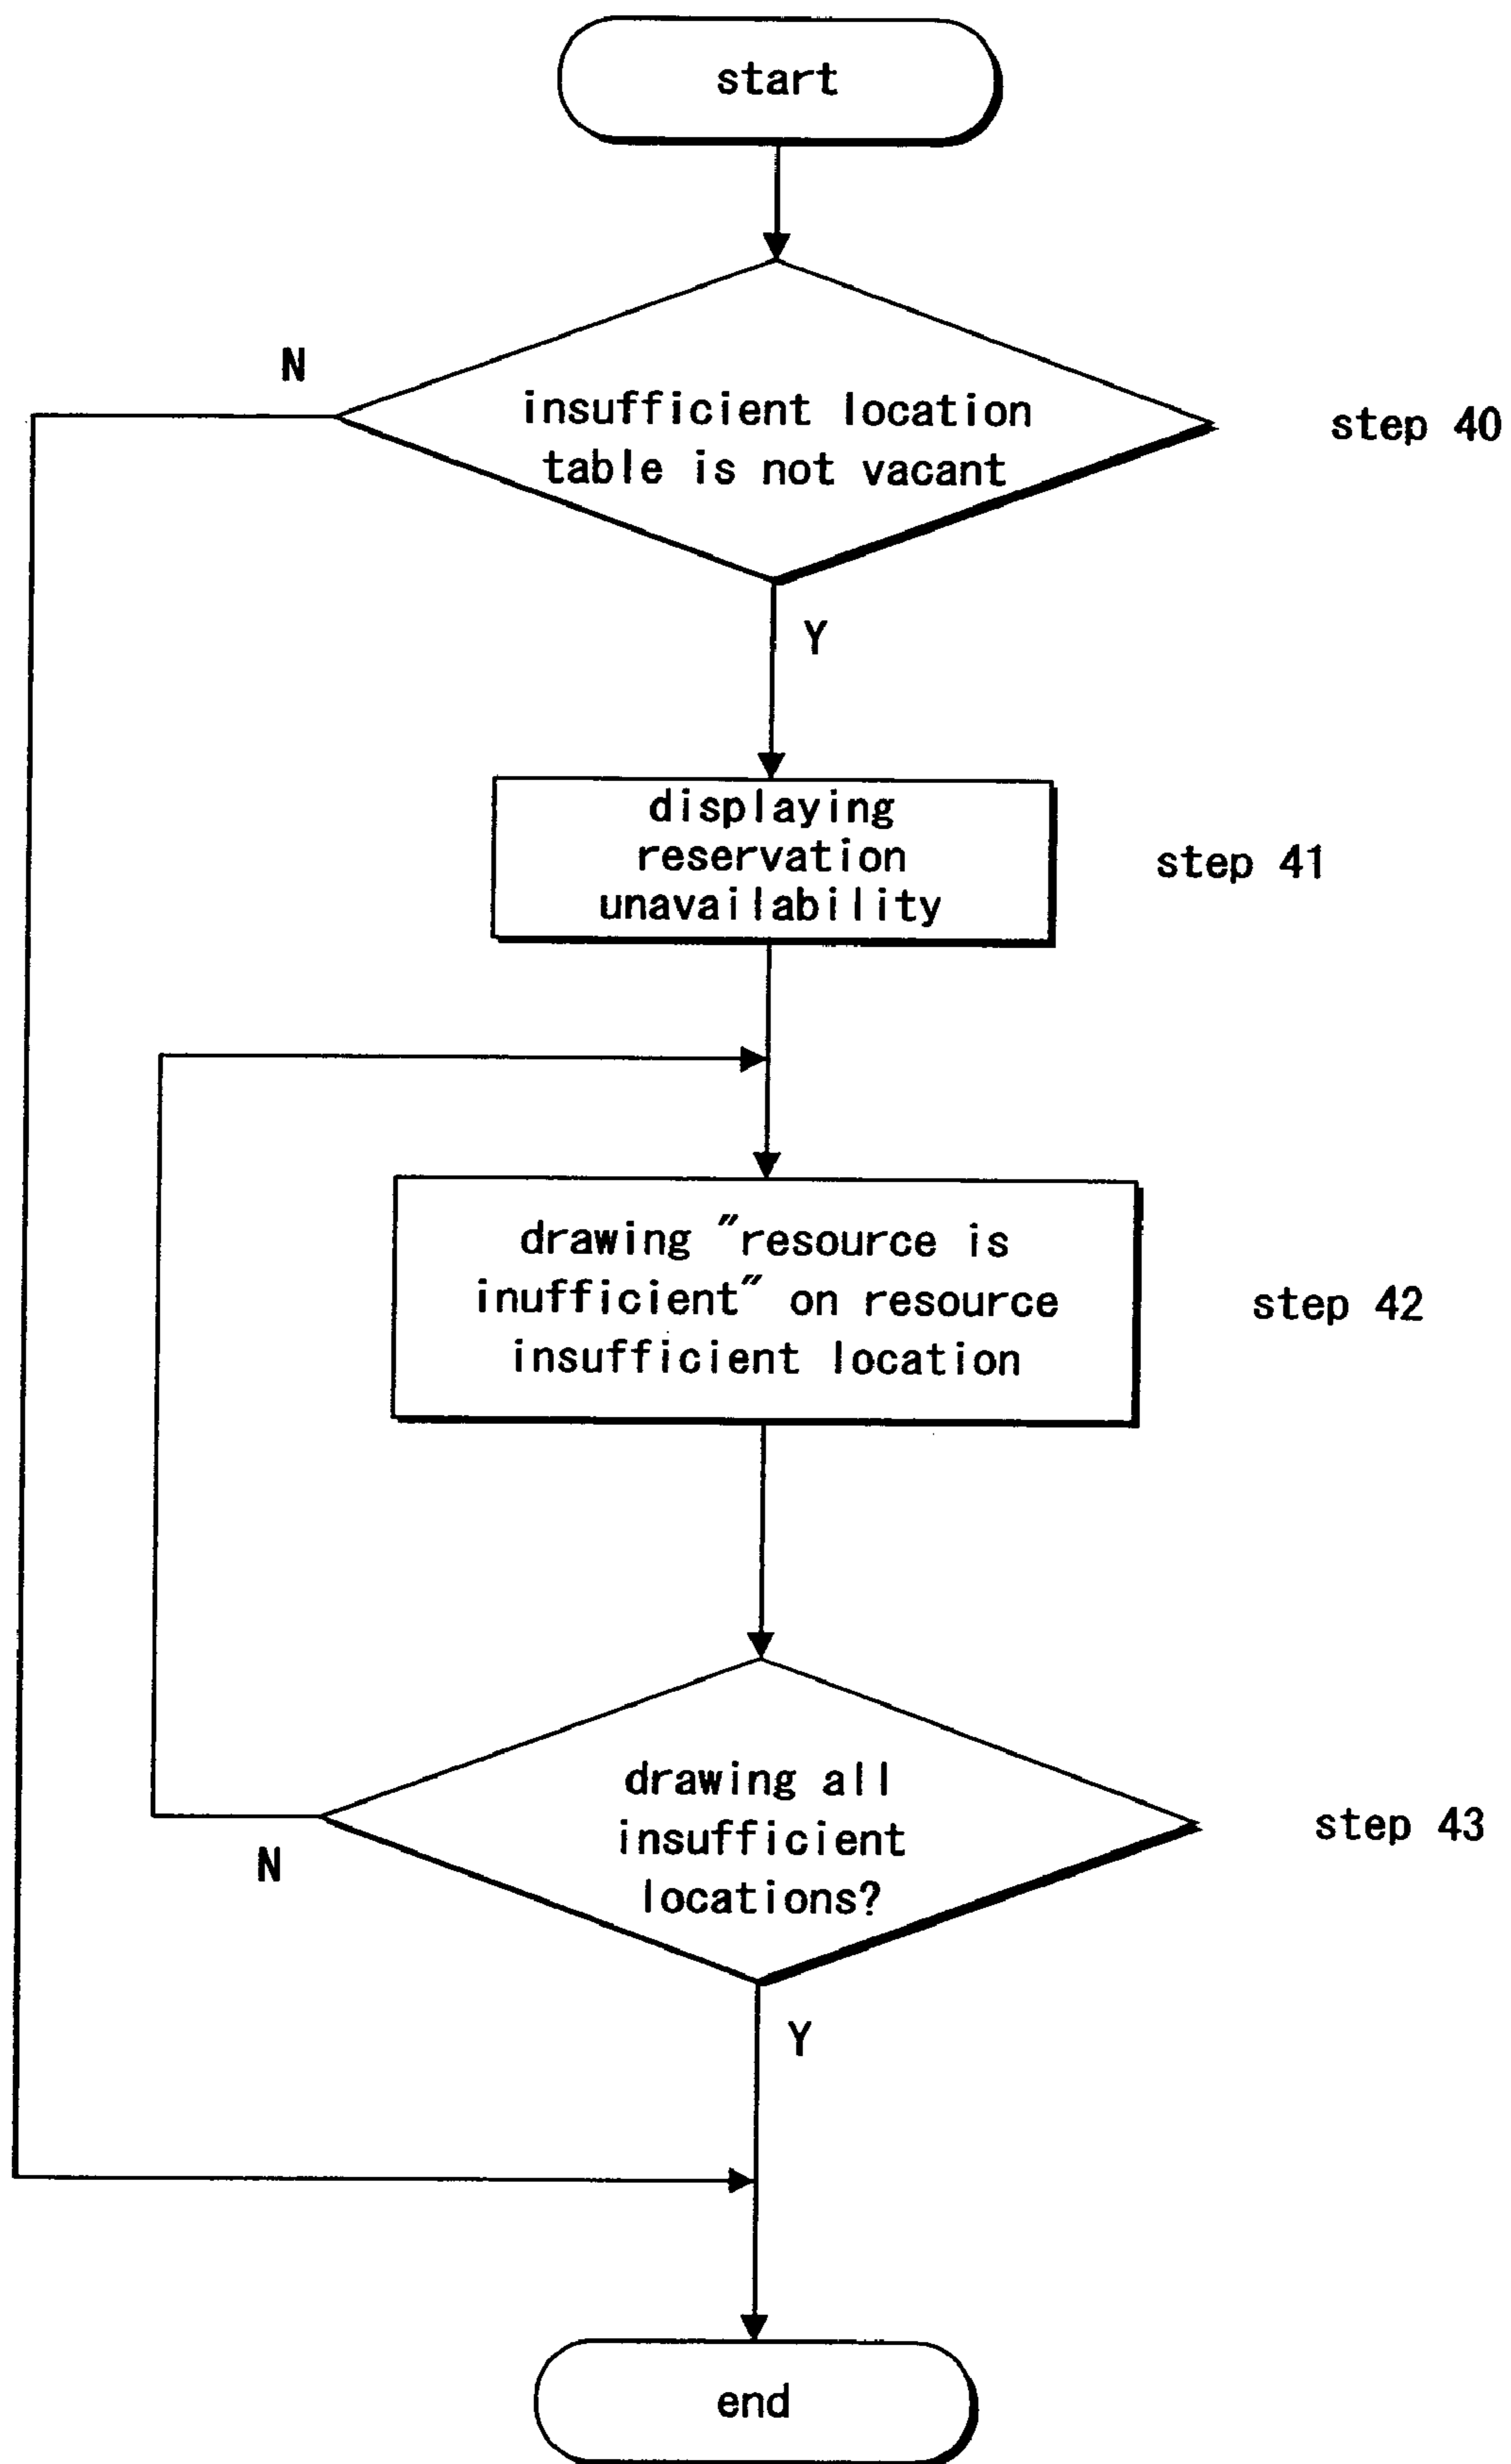 start
N
insufficient location
table is not vacant
step 40
Y
displaying
reservation
unavailability
step 41
drawing "resource is
inufficient" on resource
insufficient location
step 42
drawing all
insufficient
locations?
step 43
N
Y
end